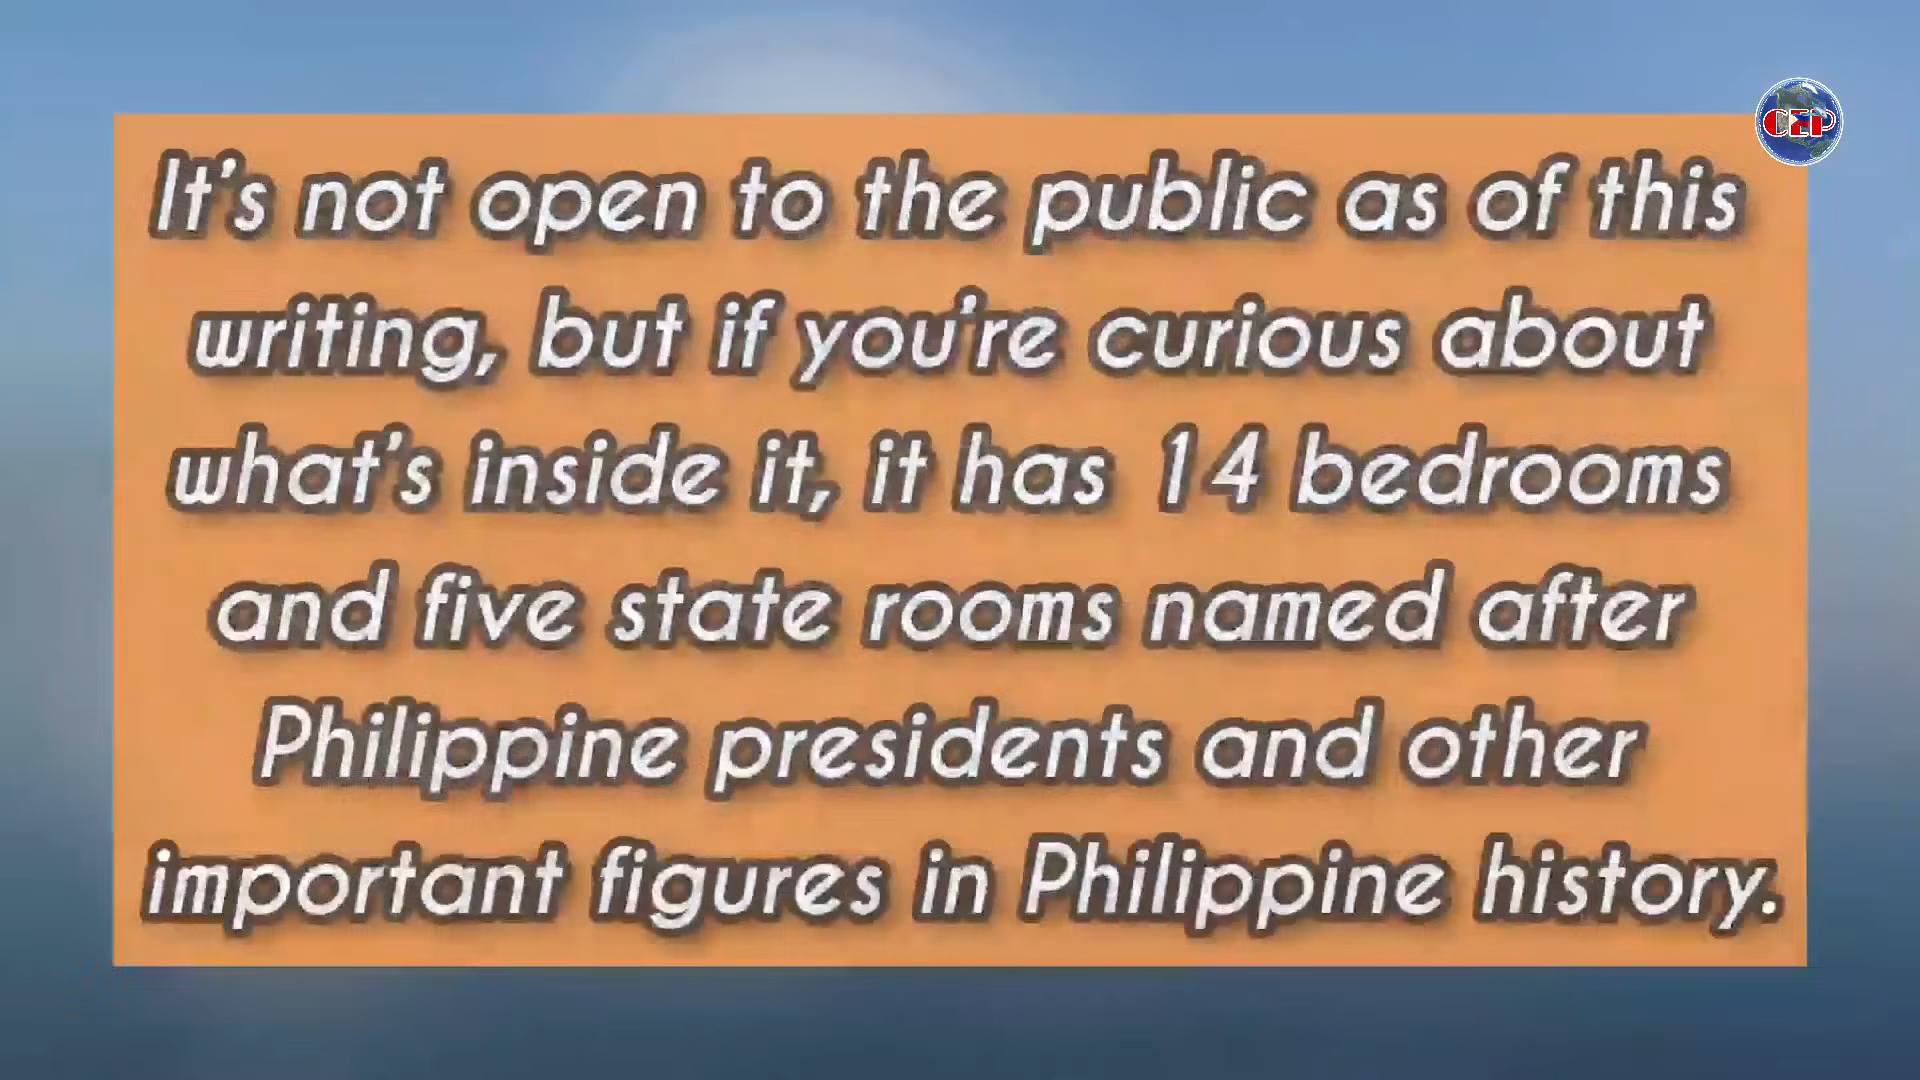 CEP
It's not open to the public as of this
writing, but if you're curious about
what's inside it, it has 14 bedrooms
and five state rooms named after
Philippine presidents and other
important figures in Philippine history.